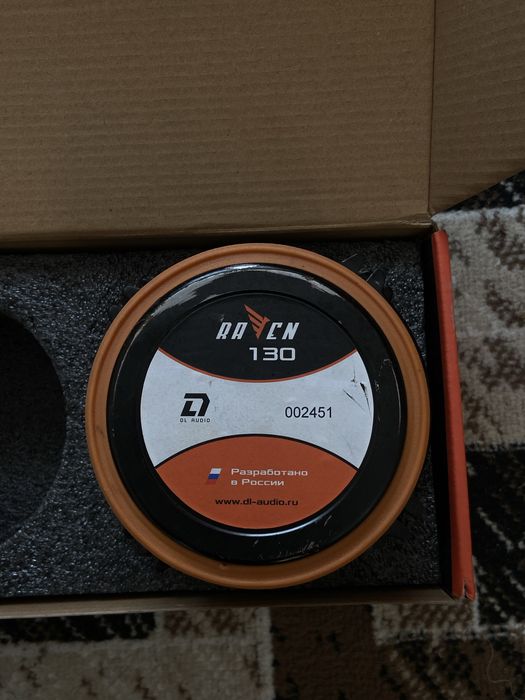 RAVEN
130
DL AUDIO
002451
Разработано
в России
www.dl-audio.ru